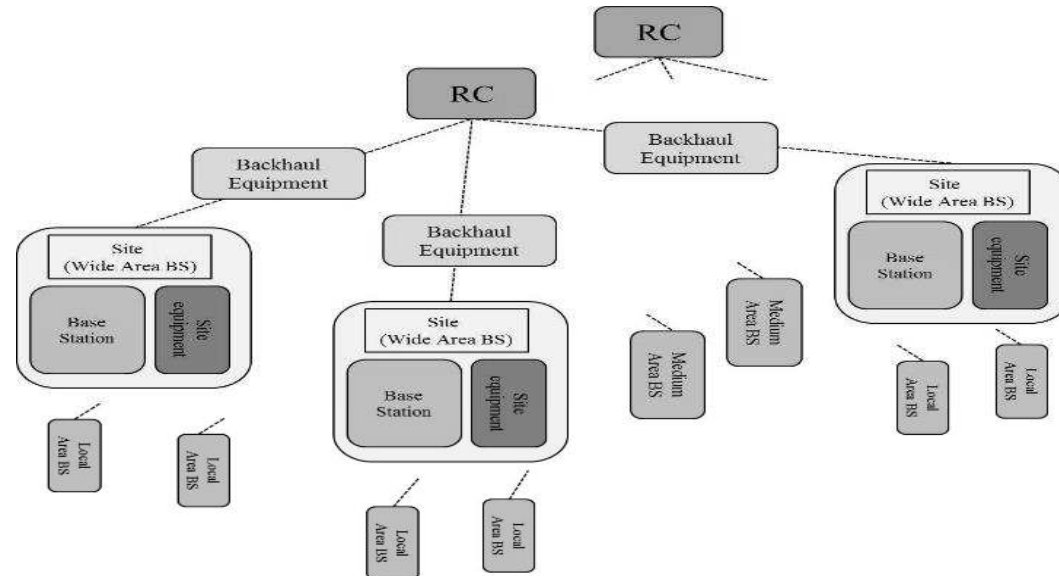 RC
RC
Backhaul
Equipment
Backhaul
Equipment
Site
(Wide Area BS)
Base
Station
Site
equipment
Backhaul
Equipment
Site
(Wide Area BS)
Base
Station
Site
equipment
Medium
Area BS
Medium
Area BS
Site
(Wide Area BS)
Base
Station
Site
equipment
Local
Area BS
Local
Area BS
Local
Area BS
Local
Area BS
Local
Area BS
Local
Area BS